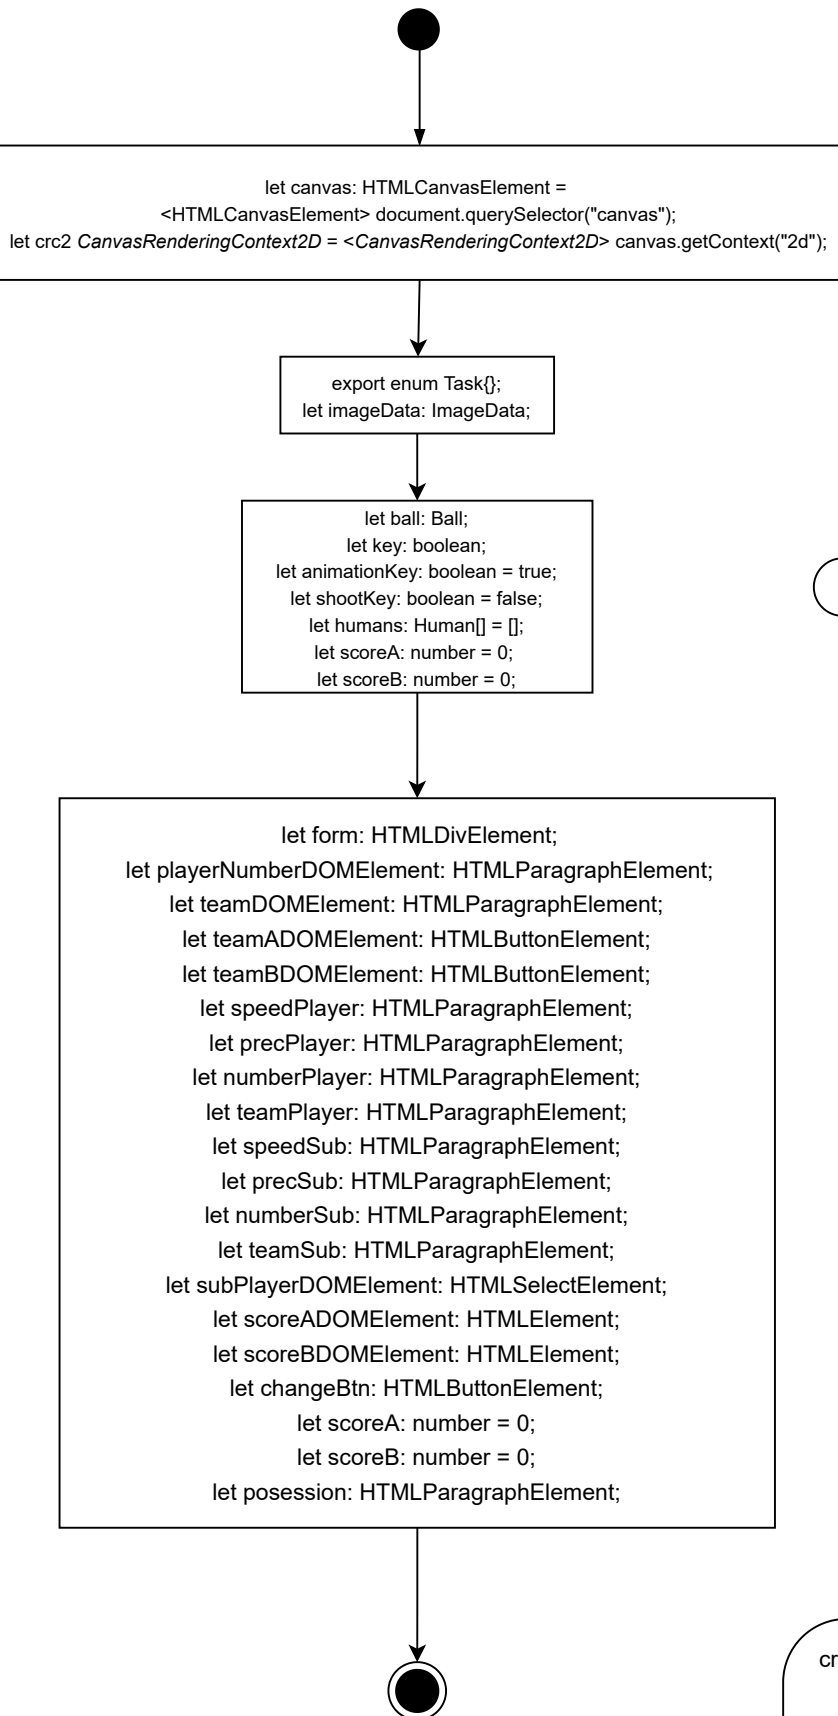 let canvas: HTMLCanvasElement =
<HTMLCanvasElement> document.querySelector("canvas");
let crc2 CanvasRenderingContext2D = <CanvasRenderingContext2D> canvas.getContext("2d");
export enum Task{};
let imageData: ImageData;
let ball: Ball;
let key: boolean;
let animationKey: boolean = true;
let shootKey: boolean = false;
let humans: Human[] = [];
let scoreA: number = 0;
let scoreB: number = 0;
let form: HTMLDivElement;
let playerNumberDOMElement: HTMLParagraphElement;
let teamDOMElement: HTMLParagraphElement;
let teamADOMElement: HTMLButtonElement;
let teamBDOMElement: HTMLButtonElement;
let speedPlayer: HTMLParagraphElement;
let precPlayer: HTMLParagraphElement;
let numberPlayer: HTMLParagraphElement;
let teamPlayer: HTMLParagraphElement;
let speedSub: HTMLParagraphElement;
let precSub: HTMLParagraphElement;
let numberSub: HTMLParagraphElement;
let teamSub: HTMLParagraphElement;
let subPlayerDOMElement: HTMLSelectElement;
let scoreADOMElement: HTMLElement;
let scoreBDOMElement: HTMLElement;
let changeBtn: HTMLButtonElement;
let scoreA: number = 0;
let scoreB: number = 0;
let posession: HTMLParagraphElement;